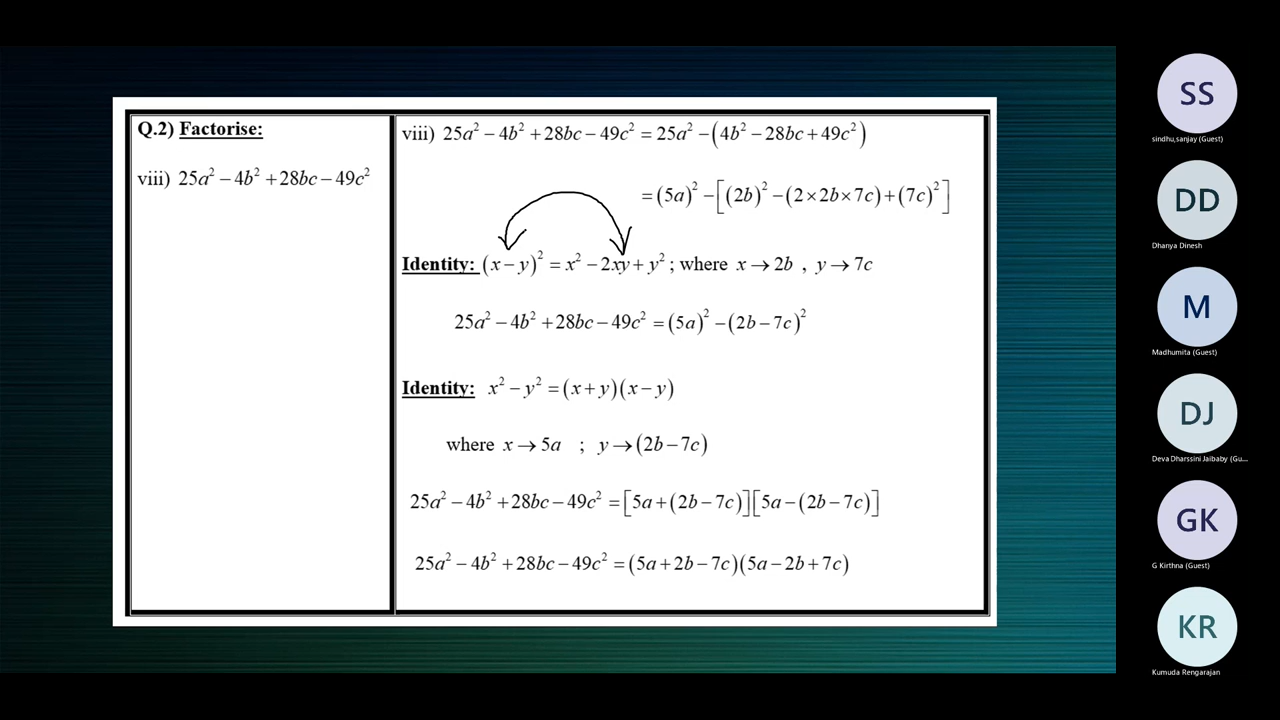 Q.2) Factorise:
viii) 25a² − 4b² + 28bc − 49c²
viii) 25a² − 4b² + 28bc − 49c² = 25a² − (4b² − 28bc + 49c²)
= (5a)² − [(2b)² − (2 × 2b × 7c) + (7c)²]
Identity: (x − y)² = x² − 2xy + y² ; where x → 2b , y → 7c
25a² − 4b² + 28bc − 49c² = (5a)² − (2b − 7c)²
Identity: x² − y² = (x + y)(x − y)
where x → 5a ; y → (2b − 7c)
25a² − 4b² + 28bc − 49c² = [5a + (2b − 7c)][5a − (2b − 7c)]
25a² − 4b² + 28bc − 49c² = (5a + 2b − 7c)(5a − 2b + 7c)
SS
sindhu,sanjay (Guest)
DD
Dhanya Dinesh
M
Madhumita (Guest)
DJ
Deva Dharssini Jaibaby (Gu...
GK
G Kirthna (Guest)
KR
Kumuda Rengarajan